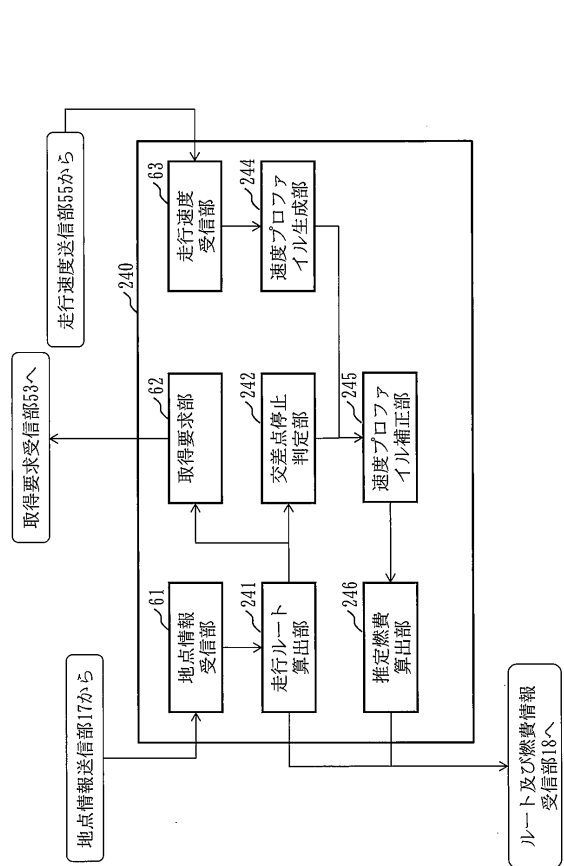 地点情報送信部17から
取得要求受信部53へ
走行速度送信部55から
240
61
地点情報
受信部
62
取得要求部
63
走行速度
受信部
241
走行ルート
算出部
242
交差点停止
判定部
244
速度プロファ
イル生成部
246
推定燃費
算出部
245
速度プロファ
イル補正部
ルート及び燃費情報
受信部18へ